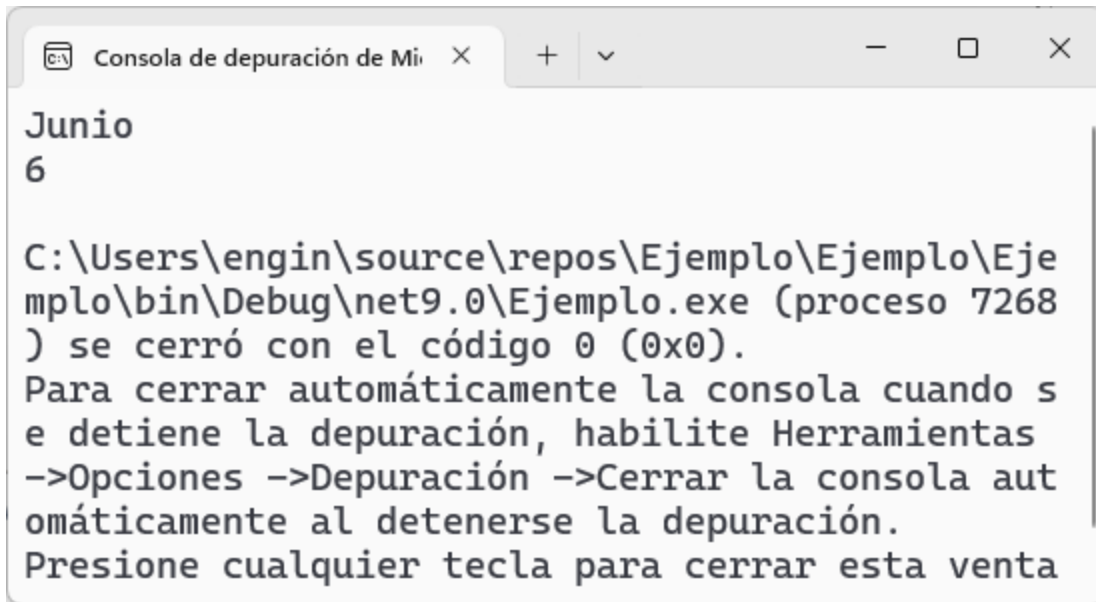 Consola de depuración de Mi
Junio
6
C:\Users\engin\source\repos\Ejemplo\Ejemplo\Eje
mplo\bin\Debug\net9.0\Ejemplo.exe (proceso 7268
) se cerró con el código 0 (0x0).
Para cerrar automáticamente la consola cuando s
e detiene la depuración, habilite Herramientas
->Opciones ->Depuración ->Cerrar la consola aut
omáticamente al detenerse la depuración.
Presione cualquier tecla para cerrar esta venta